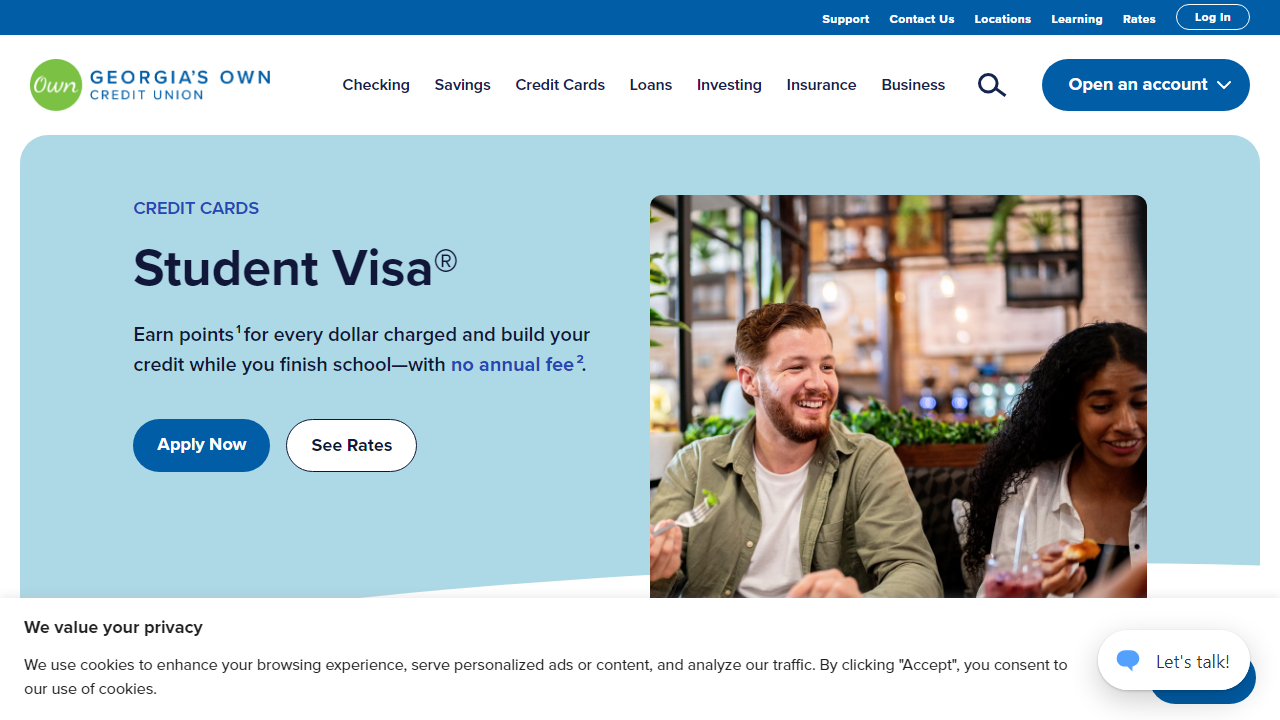 Support Contact Us Locations Learning Rates Log In
Own GEORGIA'S OWN
CREDIT UNION
Checking Savings Credit Cards Loans Investing Insurance Business Open an account
CREDIT CARDS
Student Visa®
Earn points¹ for every dollar charged and build your
credit while you finish school—with no annual fee².
Apply Now See Rates
We value your privacy
We use cookies to enhance your browsing experience, serve personalized ads or content, and analyze our traffic. By clicking "Accept", you consent to
our use of cookies.
Let's talk!